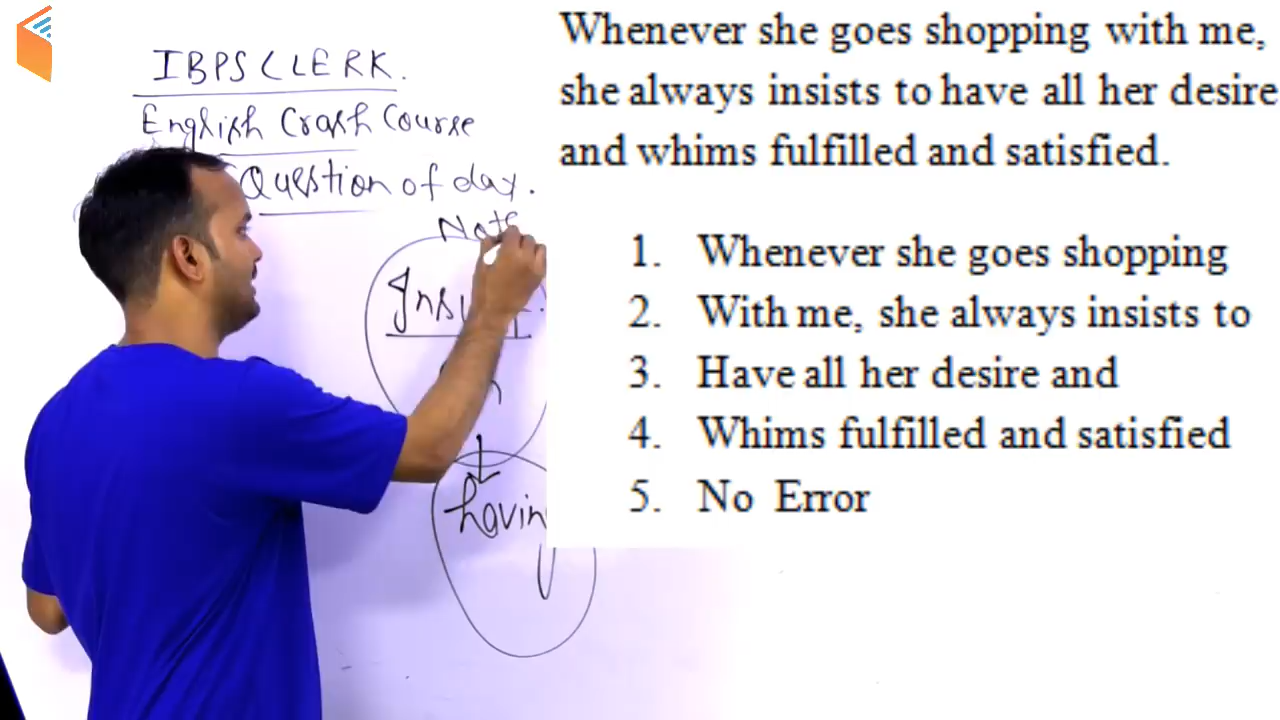 IBPS CLERK.
English Crash Course
Question of day.
Note
having
Whenever she goes shopping with me,
she always insists to have all her desire
and whims fulfilled and satisfied.
1. Whenever she goes shopping
2. With me, she always insists to
3. Have all her desire and
4. Whims fulfilled and satisfied
5. No Error